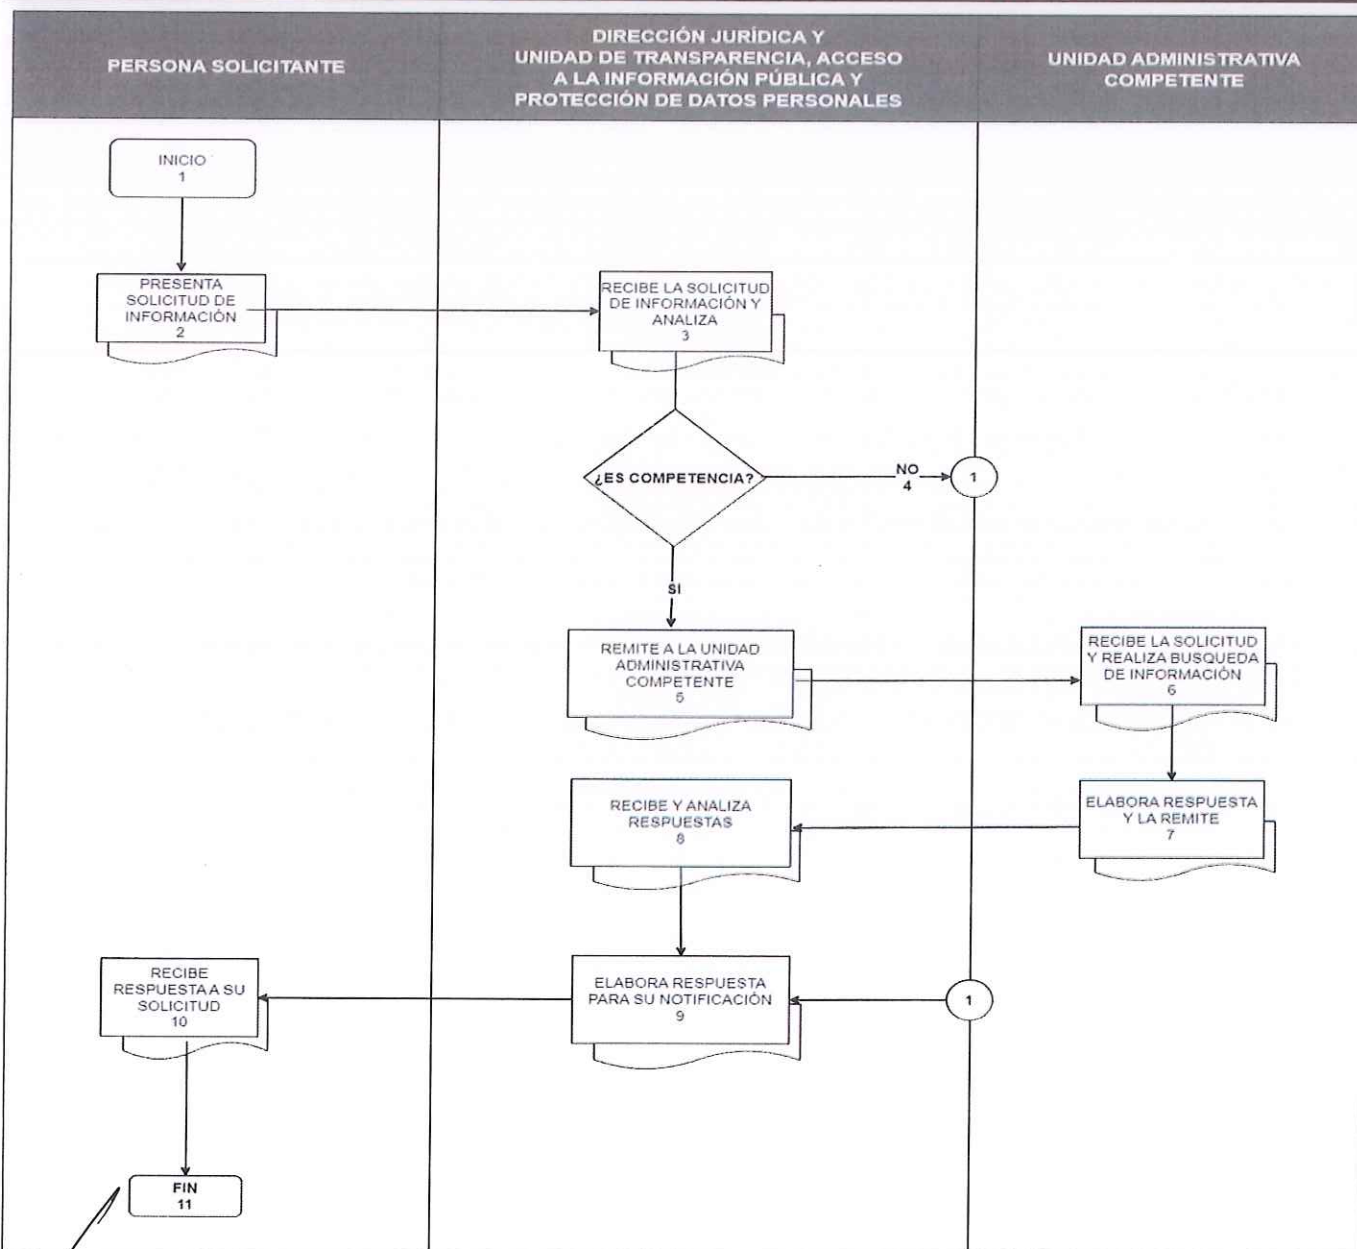 PERSONA SOLICITANTE
DIRECCIÓN JURÍDICA Y
UNIDAD DE TRANSPARENCIA, ACCESO
A LA INFORMACIÓN PÚBLICA Y
PROTECCIÓN DE DATOS PERSONALES
UNIDAD ADMINISTRATIVA
COMPETENTE
INICIO
1
PRESENTA
SOLICITUD DE
INFORMACIÓN
2
RECIBE LA SOLICITUD
DE INFORMACIÓN Y
ANALIZA
3
¿ES COMPETENCIA?
NO
4
1
SI
REMITE A LA UNIDAD
ADMINISTRATIVA
COMPETENTE
5
RECIBE LA SOLICITUD
Y REALIZA BUSQUEDA
DE INFORMACIÓN
6
ELABORA RESPUESTA
Y LA REMITE
7
RECIBE Y ANALIZA
RESPUESTAS
8
ELABORA RESPUESTA
PARA SU NOTIFICACIÓN
9
1
RECIBE
RESPUESTA A SU
SOLICITUD
10
FIN
11